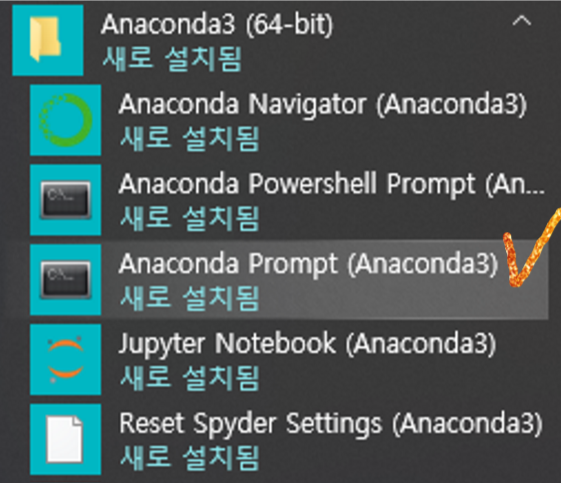 Anaconda3 (64-bit)
새로 설치됨
Anaconda Navigator (Anaconda3)
새로 설치됨
Anaconda Powershell Prompt (An...
새로 설치됨
Anaconda Prompt (Anaconda3)
새로 설치됨
Jupyter Notebook (Anaconda3)
새로 설치됨
Reset Spyder Settings (Anaconda3)
새로 설치됨